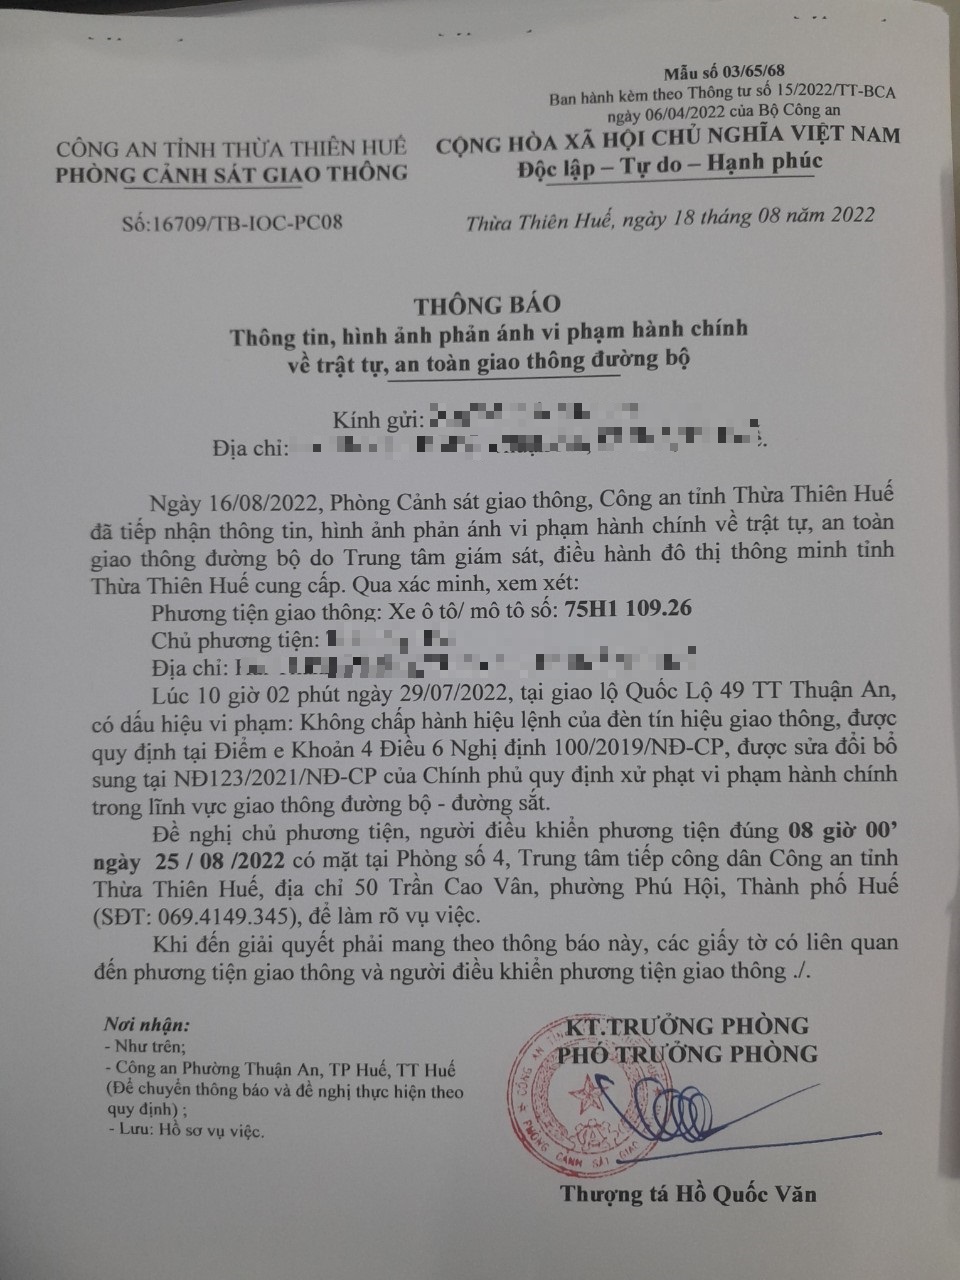 Mẫu số 03/65/68
Ban hành kèm theo Thông tư số 15/2022/TT-BCA
ngày 06/04/2022 của Bộ Công an
CÔNG AN TỈNH THỪA THIÊN HUẾ
PHÒNG CẢNH SÁT GIAO THÔNG
CỘNG HÒA XÃ HỘI CHỦ NGHĨA VIỆT NAM
Độc lập – Tự do – Hạnh phúc
Số:16709/TB-IOC-PC08
Thừa Thiên Huế, ngày 18 tháng 08 năm 2022
THÔNG BÁO
Thông tin, hình ảnh phản ánh vi phạm hành chính
về trật tự, an toàn giao thông đường bộ
Kính gửi:
Địa chỉ:
Ngày 16/08/2022, Phòng Cảnh sát giao thông, Công an tỉnh Thừa Thiên Huế
đã tiếp nhận thông tin, hình ảnh phản ánh vi phạm hành chính về trật tự, an toàn
giao thông đường bộ do Trung tâm giám sát, điều hành đô thị thông minh tỉnh
Thừa Thiên Huế cung cấp. Qua xác minh, xem xét:
Phương tiện giao thông: Xe ô tô/ mô tô số: 75H1 109.26
Chủ phương tiện:
Địa chỉ:
Lúc 10 giờ 02 phút ngày 29/07/2022, tại giao lộ Quốc Lộ 49 TT Thuận An,
có dấu hiệu vi phạm: Không chấp hành hiệu lệnh của đèn tín hiệu giao thông, được
quy định tại Điểm e Khoản 4 Điều 6 Nghị định 100/2019/NĐ-CP, được sửa đổi bổ
sung tại NĐ123/2021/NĐ-CP của Chính phủ quy định xử phạt vi phạm hành chính
trong lĩnh vực giao thông đường bộ - đường sắt.
Đề nghị chủ phương tiện, người điều khiển phương tiện đúng 08 giờ 00’
ngày 25 / 08 /2022 có mặt tại Phòng số 4, Trung tâm tiếp công dân Công an tỉnh
Thừa Thiên Huế, địa chỉ 50 Trần Cao Vân, phường Phú Hội, Thành phố Huế
(SĐT: 069.4149.345), để làm rõ vụ việc.
Khi đến giải quyết phải mang theo thông báo này, các giấy tờ có liên quan
đến phương tiện giao thông và người điều khiển phương tiện giao thông ./.
Nơi nhận:
- Như trên;
- Công an Phường Thuận An, TP Huế, TT Huế
(Để chuyển thông báo và đề nghị thực hiện theo
quy định) ;
- Lưu: Hồ sơ vụ việc.
KT.TRƯỞNG PHÒNG
PHÓ TRƯỞNG PHÒNG
CÔNG AN TỈNH
PHÒNG CẢNH SÁT GIAO
Thượng tá Hồ Quốc Văn